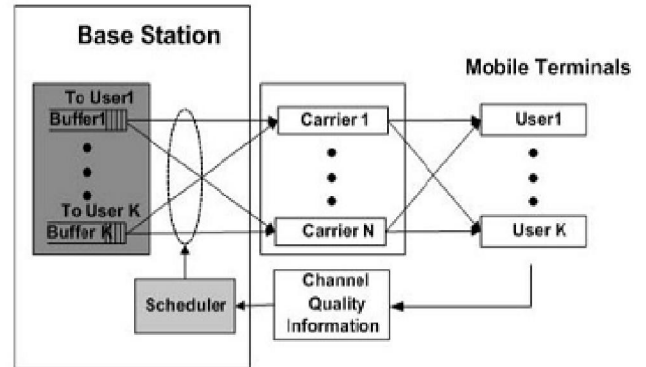 Base Station
Mobile Terminals
To User1
Buffer1
Carrier 1
User1
To User K
Buffer K
Carrier N
User K
Scheduler
Channel
Quality
Information